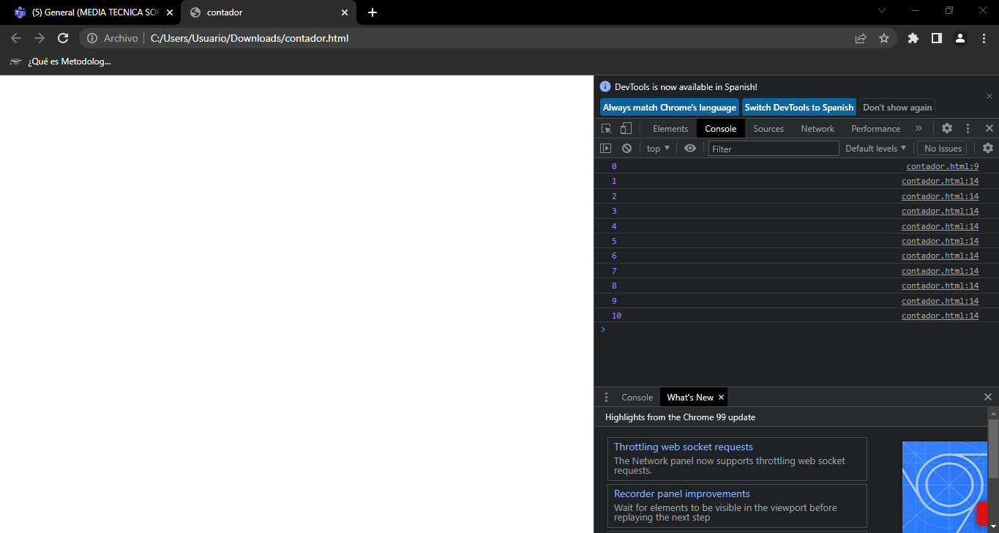 (5) General (MEDIA TECNICA SOF
contador
Archivo
C:/Users/Usuario/Downloads/contador.html
¿Qué es Metodolog...
DevTools is now available in Spanish!
Always match Chrome's language
Switch DevTools to Spanish
Don't show again
Elements
Console
Sources
Network
Performance
top
Filter
Default levels
No Issues
0 contador.html:9
1 contador.html:14
2 contador.html:14
3 contador.html:14
4 contador.html:14
5 contador.html:14
6 contador.html:14
7 contador.html:14
8 contador.html:14
9 contador.html:14
10 contador.html:14
Console
What's New
Highlights from the Chrome 99 update
Throttling web socket requests
The Network panel now supports throttling web socket
requests.
Recorder panel improvements
Wait for elements to be visible in the viewport before
replaying the next step